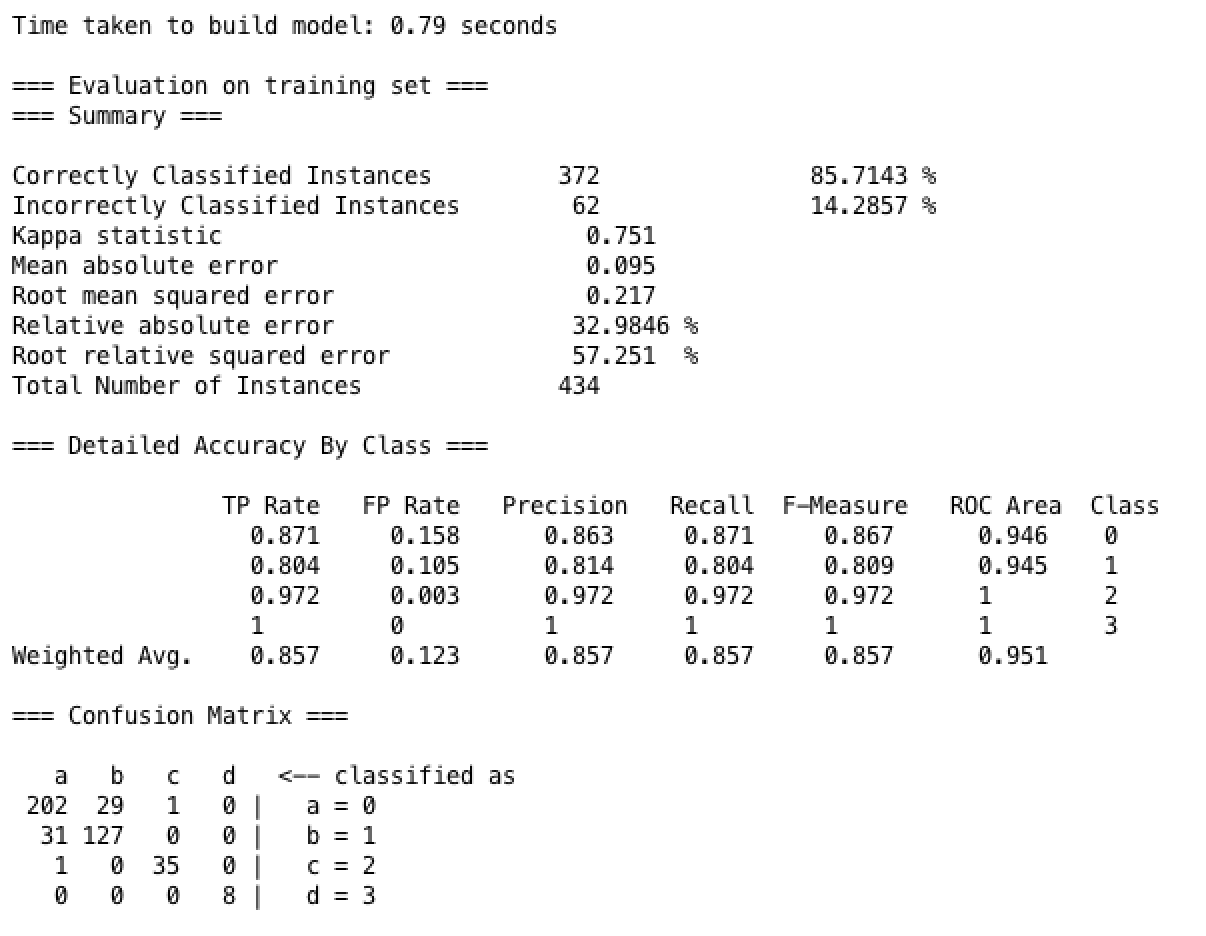 Time taken to build model: 0.79 seconds
=== Evaluation on training set ===
=== Summary ===
Correctly Classified Instances 372 85.7143 %
Incorrectly Classified Instances 62 14.2857 %
Kappa statistic 0.751
Mean absolute error 0.095
Root mean squared error 0.217
Relative absolute error 32.9846 %
Root relative squared error 57.251 %
Total Number of Instances 434
=== Detailed Accuracy By Class ===
TP Rate FP Rate Precision Recall F-Measure ROC Area Class
0.871 0.158 0.863 0.871 0.867 0.946 0
0.804 0.105 0.814 0.804 0.809 0.945 1
0.972 0.003 0.972 0.972 0.972 1 2
1 0 1 1 1 1 3
Weighted Avg. 0.857 0.123 0.857 0.857 0.857 0.951
=== Confusion Matrix ===
a b c d <-- classified as
202 29 1 0 | a = 0
31 127 0 0 | b = 1
1 0 35 0 | c = 2
0 0 0 8 | d = 3